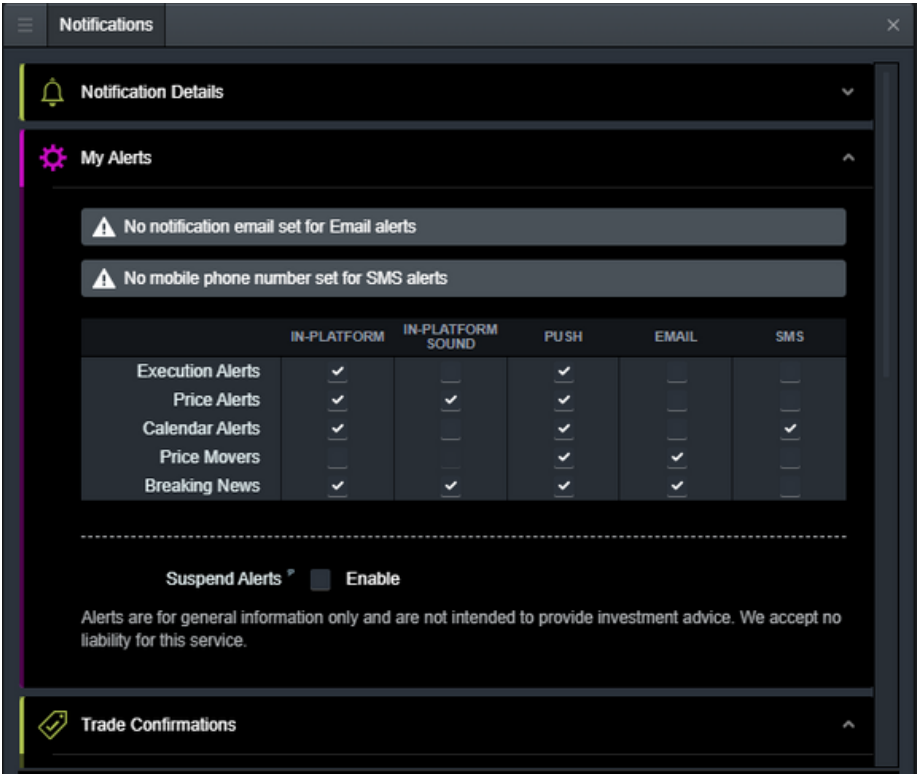 Notifications
Notification Details
My Alerts
No notification email set for Email alerts
No mobile phone number set for SMS alerts
IN-PLATFORM IN-PLATFORM SOUND PUSH EMAIL SMS
Execution Alerts
Price Alerts
Calendar Alerts
Price Movers
Breaking News
Suspend Alerts Enable
Alerts are for general information only and are not intended to provide investment advice. We accept no
liability for this service.
Trade Confirmations